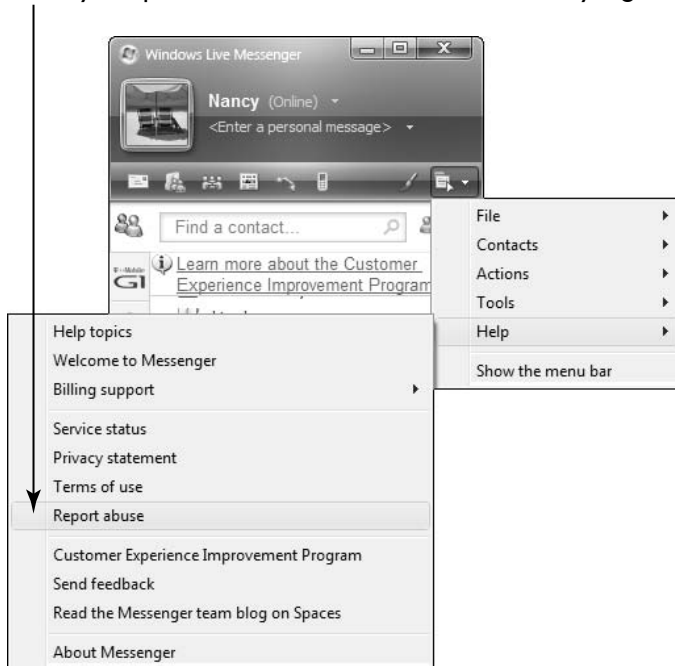 Windows Live Messenger
Nancy (Online)
<Enter a personal message>
Find a contact...
Learn more about the Customer
Experience Improvement Program
File
Contacts
Actions
Tools
Help
Show the menu bar
Help topics
Welcome to Messenger
Billing support
Service status
Privacy statement
Terms of use
Report abuse
Customer Experience Improvement Program
Send feedback
Read the Messenger team blog on Spaces
About Messenger